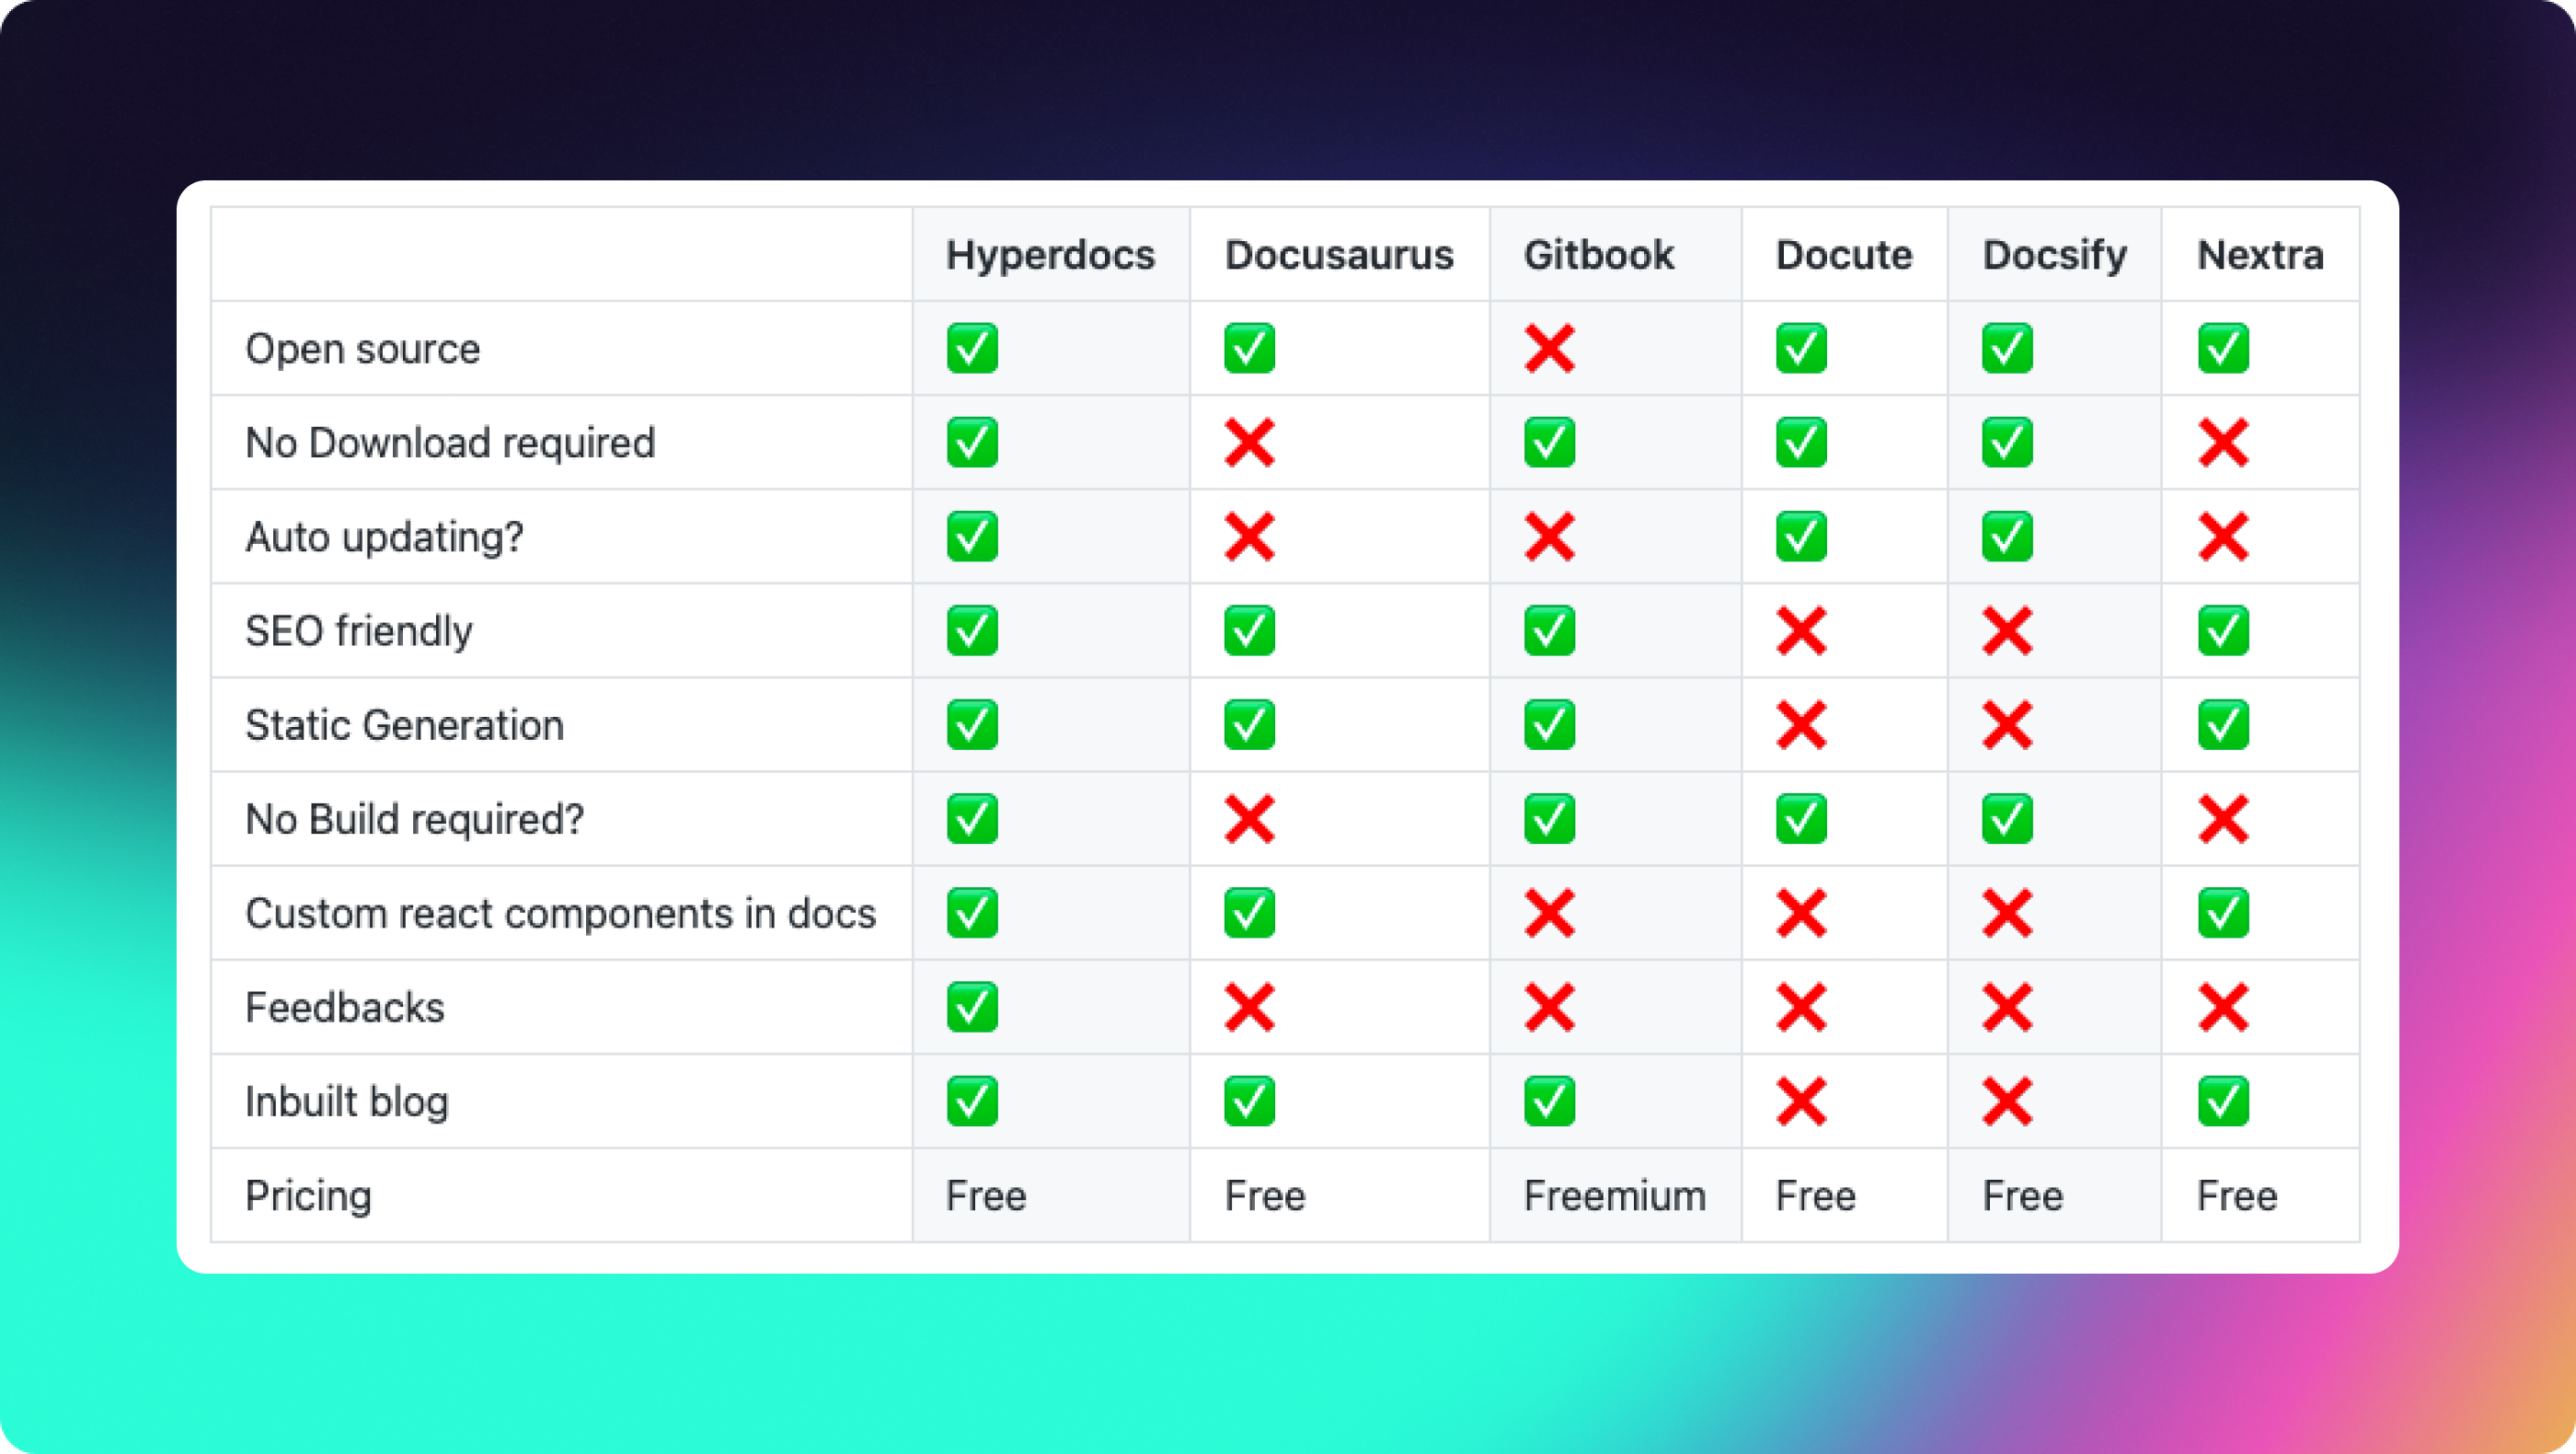 Hyperdocs Docusaurus Gitbook Docute Docsify Nextra
Open source ✅ ✅ ❌ ✅ ✅ ✅
No Download required ✅ ❌ ✅ ✅ ✅ ❌
Auto updating? ✅ ❌ ❌ ✅ ✅ ❌
SEO friendly ✅ ✅ ✅ ❌ ❌ ✅
Static Generation ✅ ✅ ✅ ❌ ❌ ✅
No Build required? ✅ ❌ ✅ ✅ ✅ ❌
Custom react components in docs ✅ ✅ ❌ ❌ ❌ ✅
Feedbacks ✅ ❌ ❌ ❌ ❌ ❌
Inbuilt blog ✅ ✅ ✅ ❌ ❌ ✅
Pricing Free Free Freemium Free Free Free